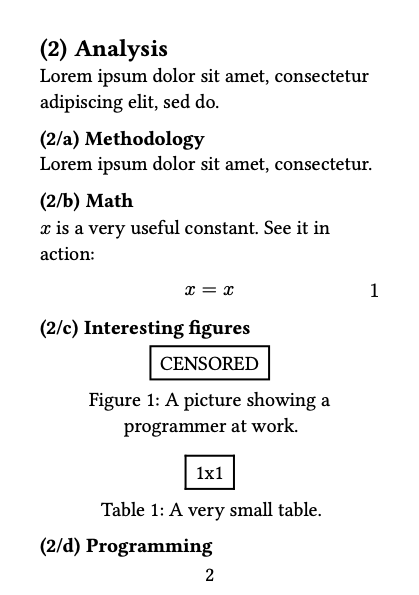 (2) Analysis
Lorem ipsum dolor sit amet, consectetur
adipiscing elit, sed do.
(2/a) Methodology
Lorem ipsum dolor sit amet, consectetur.
(2/b) Math
x is a very useful constant. See it in
action:
x = x 1
(2/c) Interesting figures
CENSORED
Figure 1: A picture showing a
programmer at work.
1x1
Table 1: A very small table.
(2/d) Programming
2